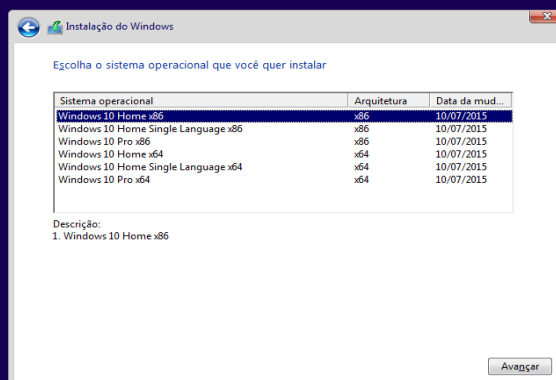 Instalação do Windows
Escolha o sistema operacional que você quer instalar
Sistema operacional Arquitetura Data da mud...
Windows 10 Home x86 x86 10/07/2015
Windows 10 Home Single Language x86 x86 10/07/2015
Windows 10 Pro x86 x86 10/07/2015
Windows 10 Home x64 x64 10/07/2015
Windows 10 Home Single Language x64 x64 10/07/2015
Windows 10 Pro x64 x64 10/07/2015
Descrição:
1. Windows 10 Home x86
Avançar